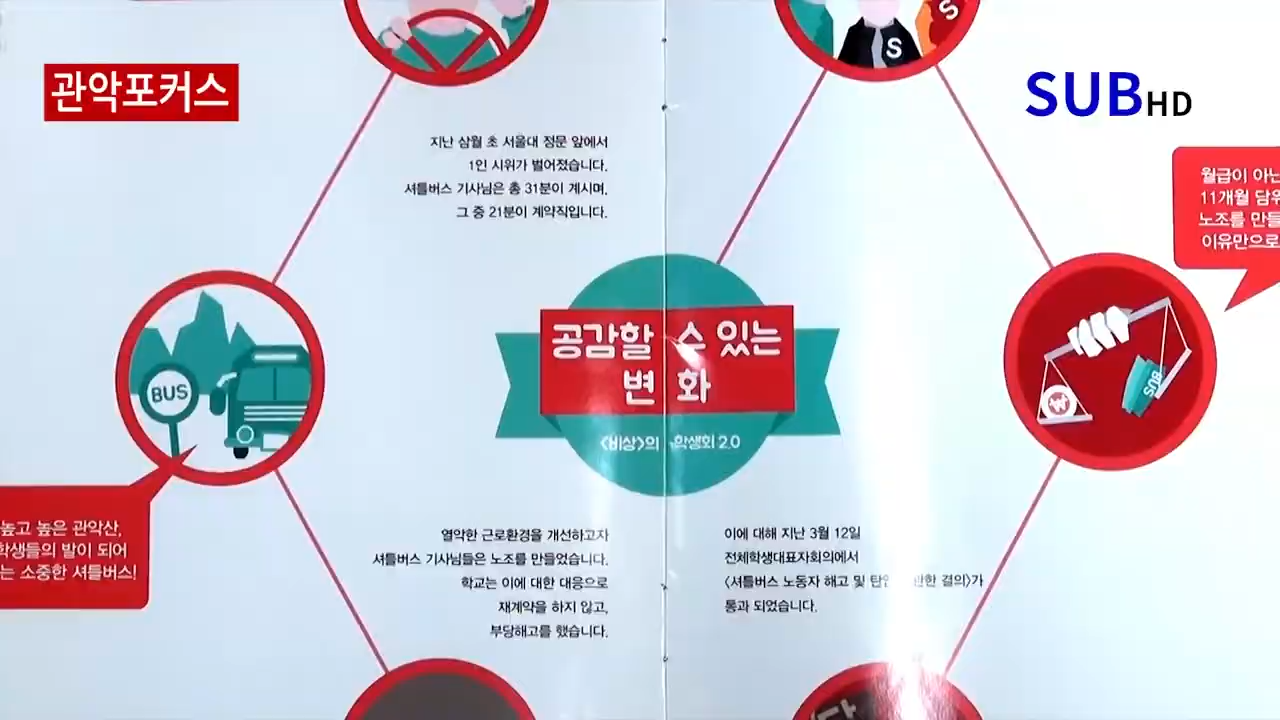 관악포커스
SUB HD
S
S
지난 삼월 초 서울대 정문 앞에서
1인 시위가 벌어졌습니다.
셔틀버스 기사님은 총 31분이 계시며,
그 중 21분이 계약직입니다.
월급이 아닌
11개월
노조를
이유만으로
BUS
공감할 수 있는
변화
<비상>의 학생회 2.0
₩
BUS
높고 높은 관악산,
학생들의 발이 되어
는 소중한 셔틀버스!
열악한 근로환경을 개선하고자
셔틀버스 기사님들은 노조를 만들었습니다.
학교는 이에 대한 대응으로
재계약을 하지 않고,
부당해고를 했습니다.
이에 대해 지난 3월 12일
전체학생대표자회의에서
<셔틀버스 노동자 해고 및 결의>가
통과 되었습니다.